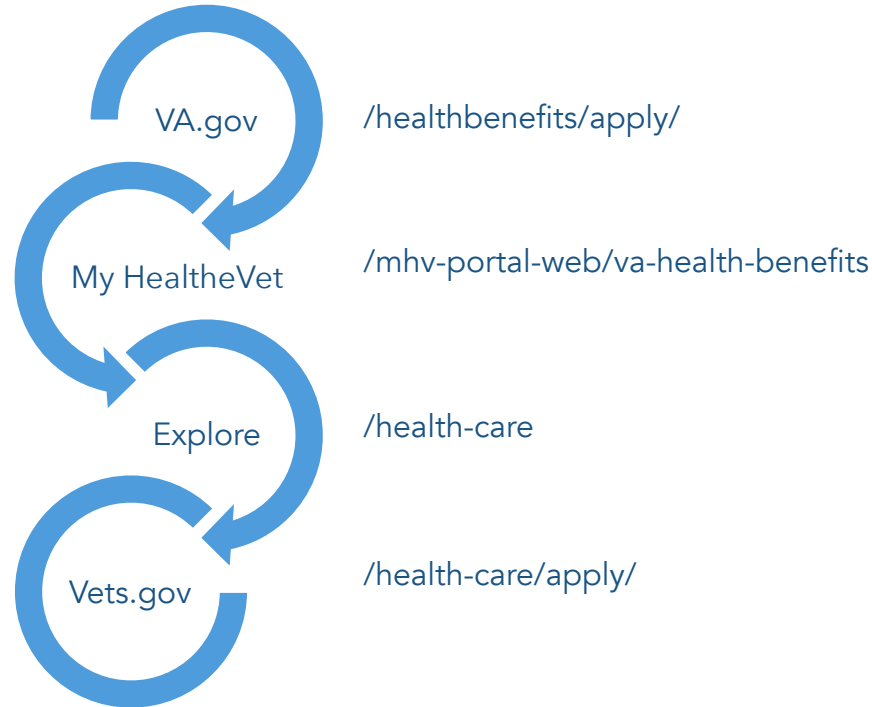 VA.gov
/healthbenefits/apply/
My HealtheVet
/mhv-portal-web/va-health-benefits
Explore
/health-care
Vets.gov
/health-care/apply/